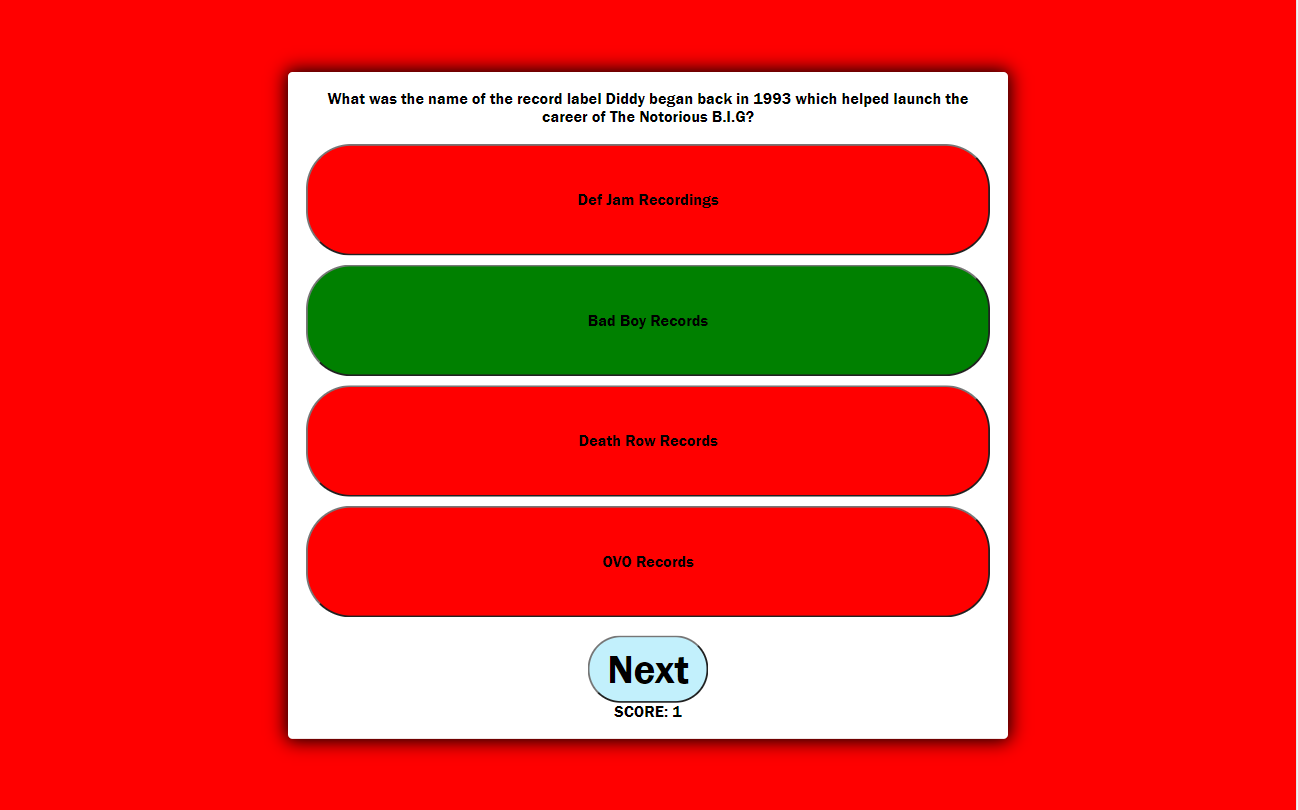 What was the name of the record label Diddy began back in 1993 which helped launch the
career of The Notorious B.I.G?
Def Jam Recordings
Bad Boy Records
Death Row Records
OVO Records
Next
SCORE: 1